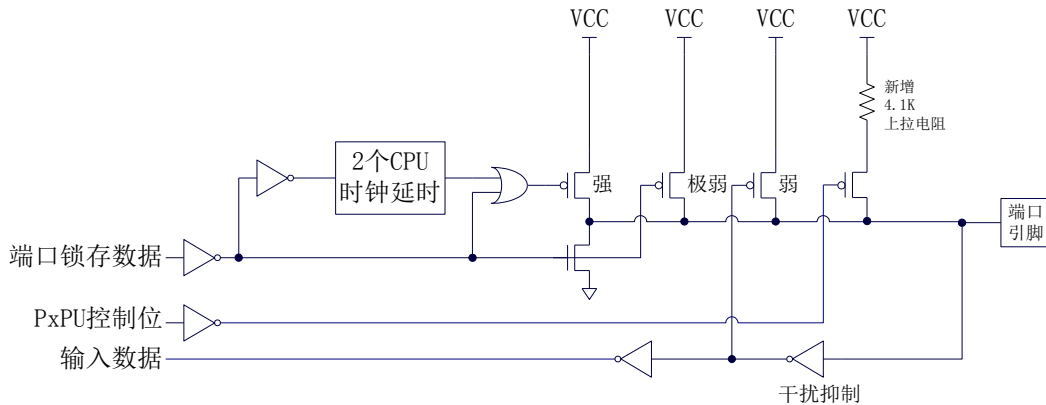 VCC
VCC
VCC
VCC
新增
4.1K
上拉电阻
2个CPU
时钟延时
强
极弱
弱
端口
引脚
端口锁存数据
PxPU控制位
输入数据
干扰抑制